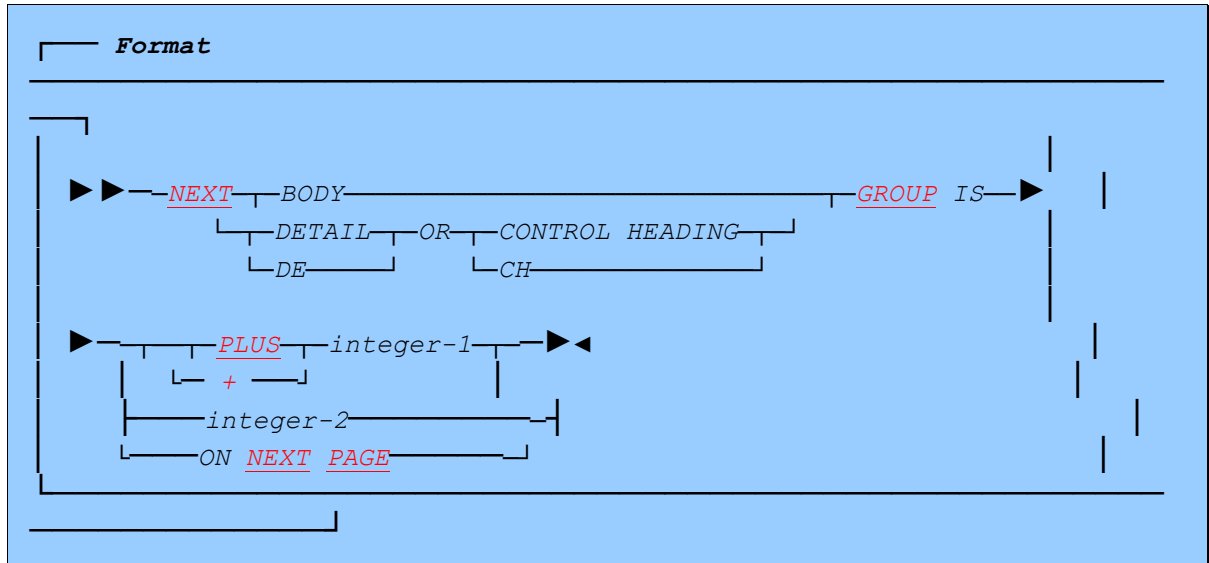 Format
NEXT BODY GROUP IS
DETAIL OR CONTROL HEADING
DE CH
PLUS integer-1
+
integer-2
ON NEXT PAGE